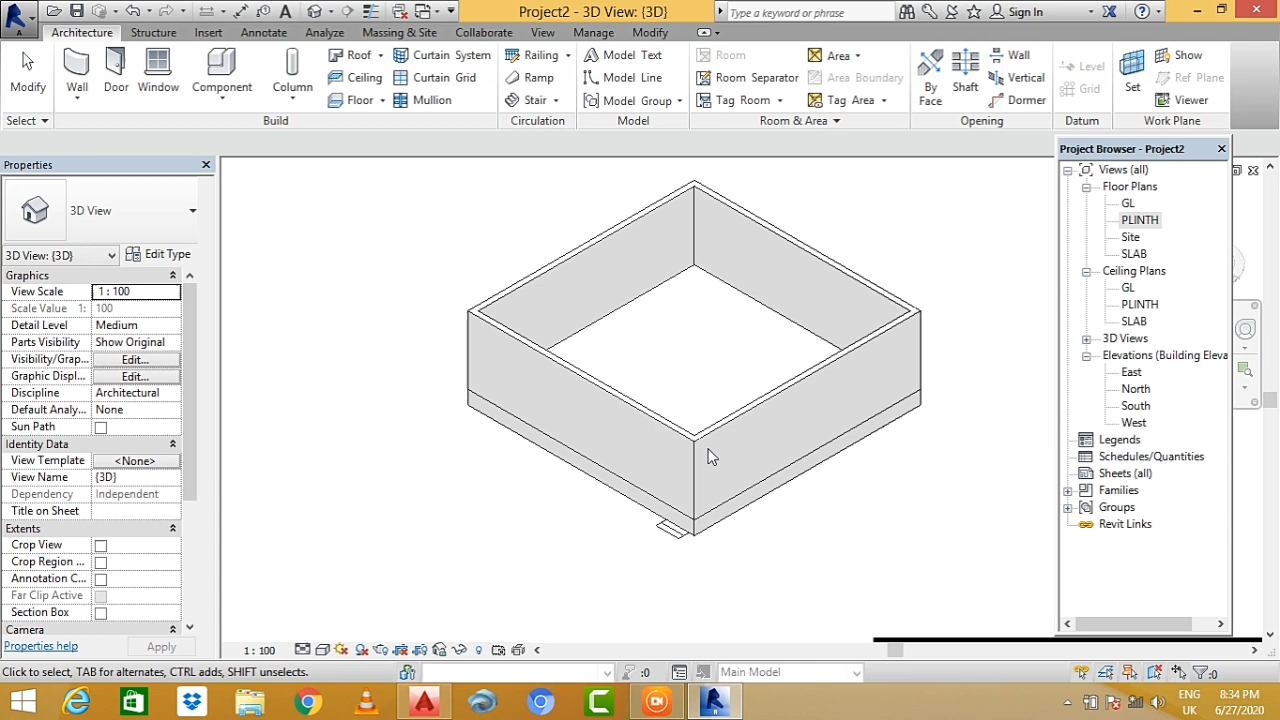 Project2 - 3D View: {3D}
Type a keyword or phrase
Sign In
Architecture Structure Insert Annotate Analyze Massing & Site Collaborate View Manage Modify
Modify
Wall
Door
Window
Component
Column
Roof
Ceiling
Floor
Curtain System
Curtain Grid
Mullion
Railing
Ramp
Stair
Model Text
Model Line
Model Group
Room
Room Separator
Tag Room
Area
Area Boundary
Tag Area
By
Face
Shaft
Wall
Vertical
Dormer
Level
Grid
Set
Show
Ref Plane
Viewer
Select Build Circulation Model Room & Area Opening Datum Work Plane
Properties
3D View
3D View: {3D} Edit Type
Graphics
View Scale 1 : 100
Scale Value 1: 100
Detail Level Medium
Parts Visibility Show Original
Visibility/Grap... Edit...
Graphic Displ... Edit...
Discipline Architectural
Default Analy... None
Sun Path
Identity Data
View Template <None>
View Name {3D}
Dependency Independent
Title on Sheet
Extents
Crop View
Crop Region ...
Annotation C...
Far Clip Active
Section Box
Camera
Properties help Apply
Project Browser - Project2
Views (all)
Floor Plans
GL
PLINTH
Site
SLAB
Ceiling Plans
GL
PLINTH
SLAB
3D Views
Elevations (Building Eleva
East
North
South
West
Legends
Schedules/Quantities
Sheets (all)
Families
Groups
Revit Links
1 : 100
Click to select, TAB for alternates, CTRL adds, SHIFT unselects.
:0
Main Model
:0
ENG
UK
8:34 PM
6/27/2020